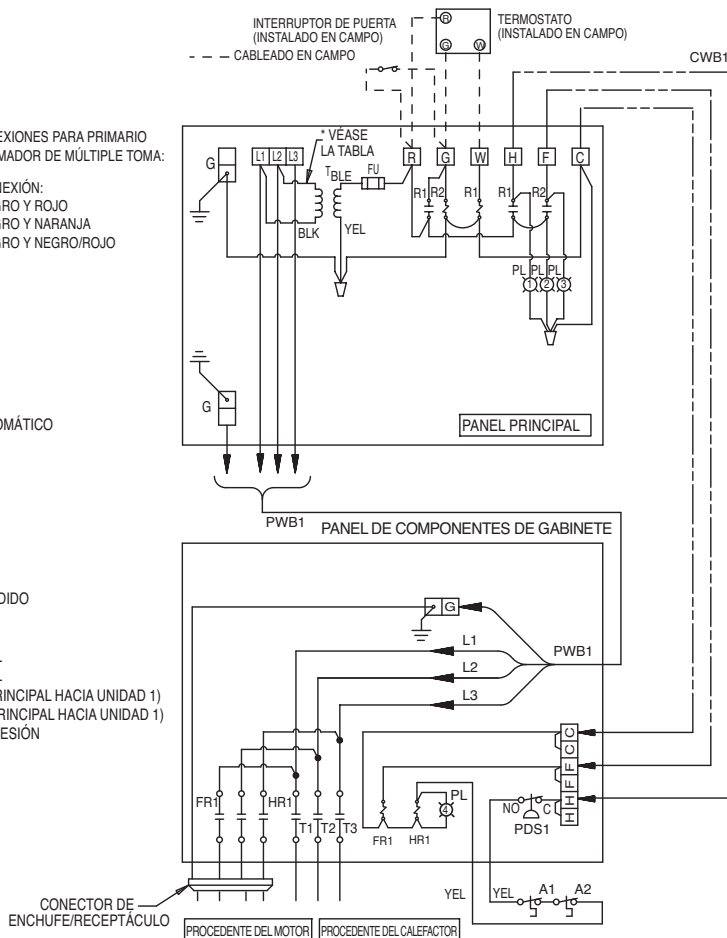 INTERRUPTOR DE PUERTA
(INSTALADO EN CAMPO)
CABLEADO EN CAMPO
R
G
W
TERMOSTATO
(INSTALADO EN CAMPO)
CWB1
EXIONES PARA PRIMARIO
MADOR DE MÚLTIPLE TOMA:
NEXIÓN:
GRO Y ROJO
GRO Y NARANJA
GRO Y NEGRO/ROJO
OMÁTICO
G
L1 L2 L3
* VÉASE
LA TABLA
T
BLE
FU
BLK
YEL
R G W H F C
R1 R2 R1 R1 R2
PL PL PL
1 2 3
G
PANEL PRINCIPAL
PWB1
PANEL DE COMPONENTES DE GABINETE
DIDO
RINCIPAL HACIA UNIDAD 1)
RINCIPAL HACIA UNIDAD 1)
ESIÓN
G
L1
L2
L3
PWB1
C
C
F
F
H
H
FR1
HR1
T1 T2 T3
FR1
HR1
PL
4
NO
C
PDS1
YEL
YEL
A1
A2
CONECTOR DE
ENCHUFE/RECEPTÁCULO
PROCEDENTE DEL MOTOR
PROCEDENTE DEL CALEFACTOR